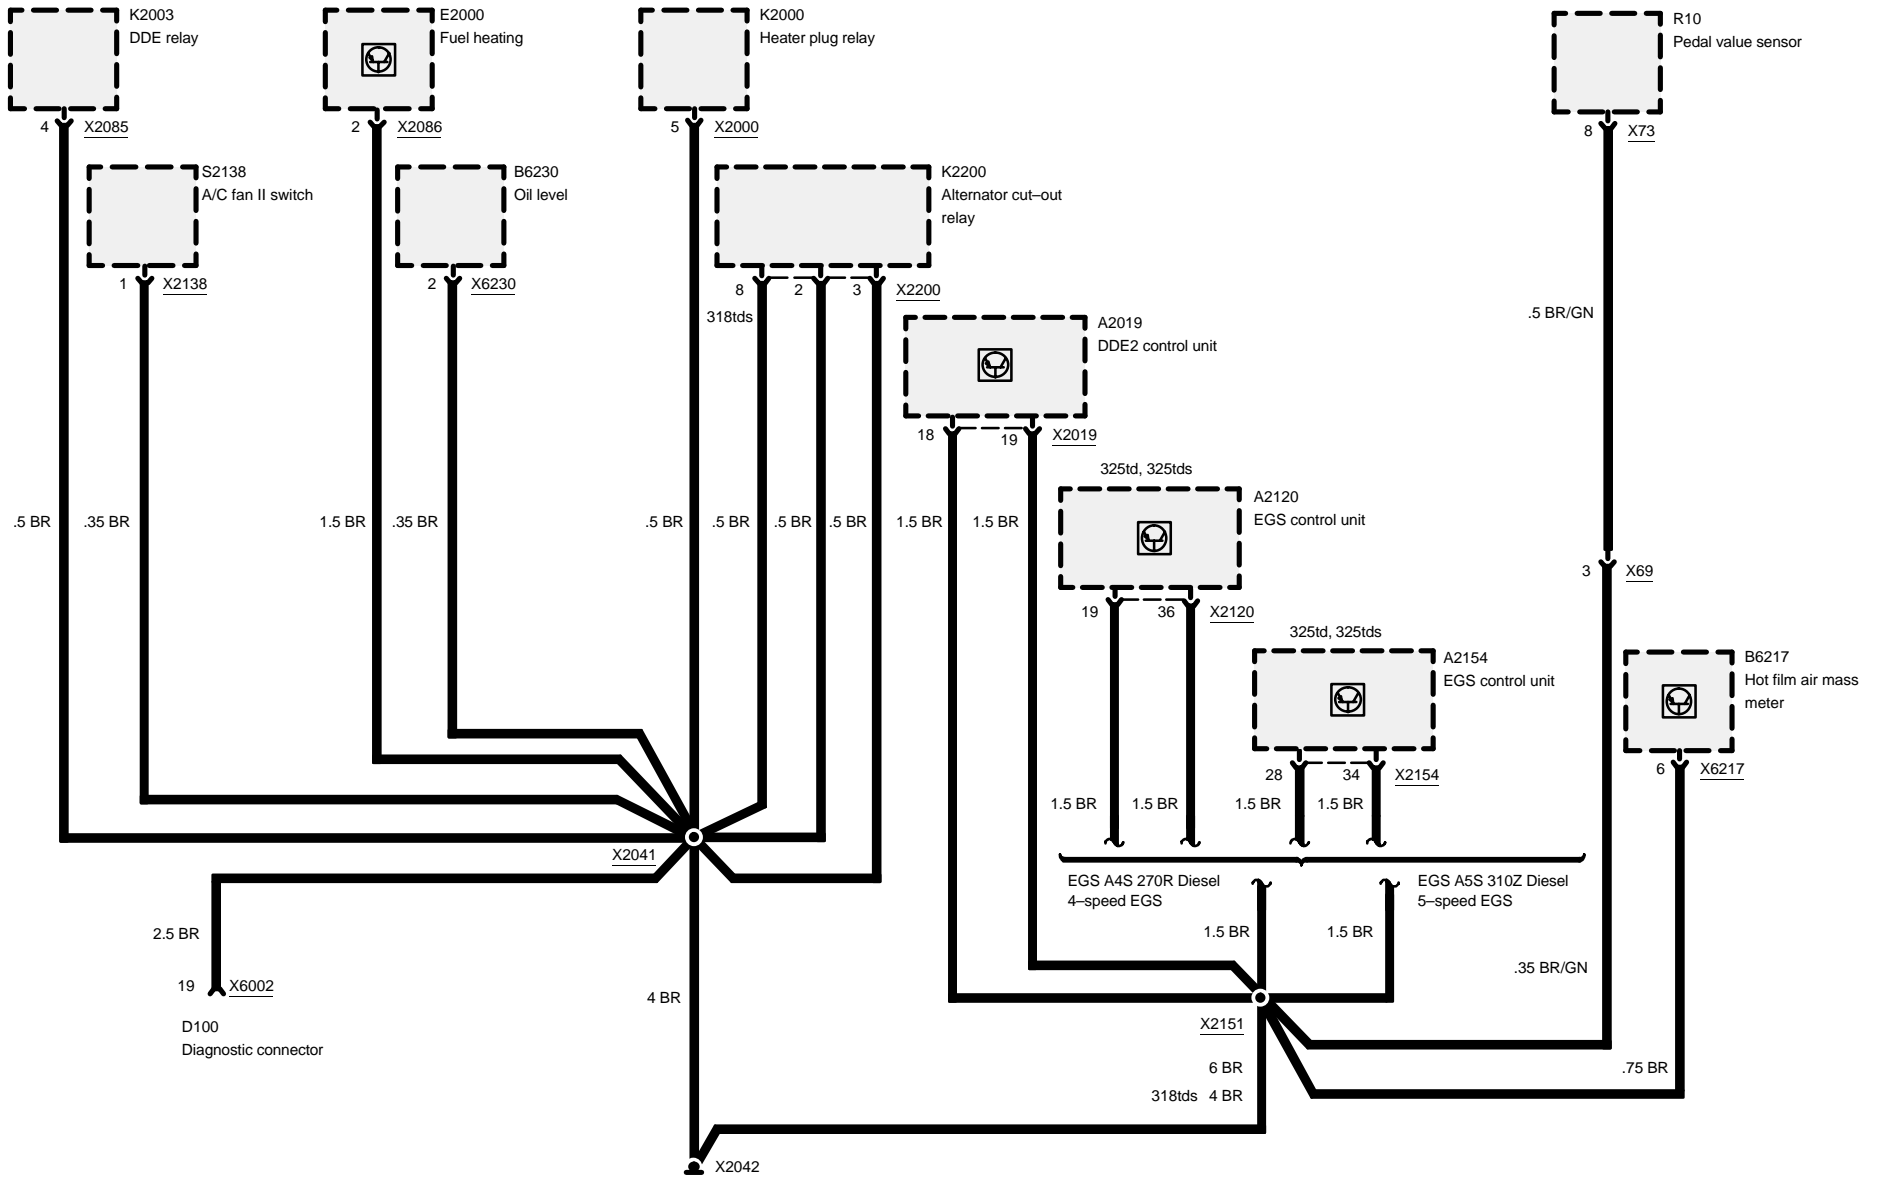 K2003
DDE relay
E2000
Fuel heating
K2000
Heater plug relay
R10
Pedal value sensor
4 X2085
2 X2086
5 X2000
8 X73
S2138
A/C fan II switch
B6230
Oil level
K2200
Alternator cut–out
relay
1 X2138
2 X6230
8 2 3 X2200
318tds
.5 BR/GN
A2019
DDE2 control unit
18 19 X2019
325td, 325tds
A2120
EGS control unit
.5 BR .35 BR 1.5 BR .35 BR .5 BR .5 BR .5 BR .5 BR 1.5 BR 1.5 BR
3 X69
19 36 X2120
325td, 325tds
A2154
EGS control unit
B6217
Hot film air mass
meter
28 34 X2154
6 X6217
1.5 BR 1.5 BR 1.5 BR 1.5 BR
X2041
EGS A4S 270R Diesel
4–speed EGS
EGS A5S 310Z Diesel
5–speed EGS
2.5 BR
1.5 BR 1.5 BR
.35 BR/GN
19 X6002
4 BR
D100
Diagnostic connector
X2151
6 BR
318tds 4 BR
.75 BR
X2042